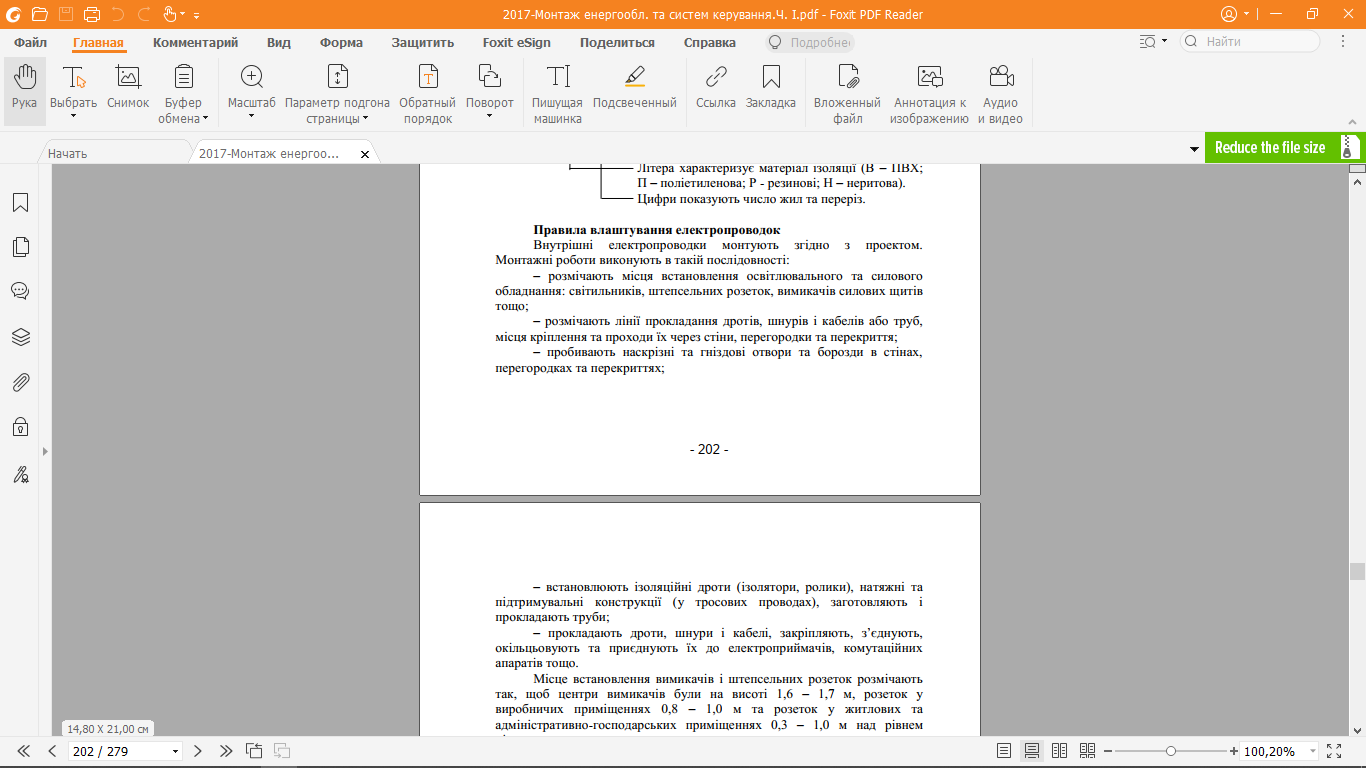 2017-Монтаж енергообл. та систем керування.Ч. I.pdf - Foxit PDF Reader
Файл Главная Комментарий Вид Форма Защитить Foxit eSign Поделиться Справка Подробнее Найти
Рука Выбрать Снимок Буфер обмена Масштаб Параметр подгона страницы Обратный порядок Поворот Пишущая машинка Подсвеченный Ссылка Закладка Вложенный файл Аннотация к изображению Аудио и видео
Начать 2017-Монтаж енергоо... Reduce the file size
Літера характеризує матеріал ізоляції (В – ПВХ;
П – поліетиленова; Р - резинові; Н – неритова).
Цифри показують число жил та переріз.
Правила влаштування електропроводок
Внутрішні електропроводки монтують згідно з проектом.
Монтажні роботи виконують в такій послідовності:
– розмічають місця встановлення освітлювального та силового
обладнання: світильників, штепсельних розеток, вимикачів силових щитів
тощо;
– розмічають лінії прокладання дротів, шнурів і кабелів або труб,
місця кріплення та проходи їх через стіни, перегородки та перекриття;
– пробивають наскрізні та гніздові отвори та борозди в стінах,
перегородках та перекриттях;
- 202 -
– встановлюють ізоляційні дроти (ізолятори, ролики), натяжні та
підтримувальні конструкції (у тросових проводах), заготовляють і
прокладають труби;
– прокладають дроти, шнури і кабелі, закріпляють, з’єднують,
окільцьовують та приєднують їх до електроприймачів, комутаційних
апаратів тощо.
Місце встановлення вимикачів і штепсельних розеток розмічають
так, щоб центри вимикачів були на висоті 1,6 – 1,7 м, розеток у
виробничих приміщеннях 0,8 – 1,0 м та розеток у житлових та
адміністративно-господарських приміщеннях 0,3 – 1,0 м над рівнем
14,80 X 21,00 см
202 / 279 100,20%